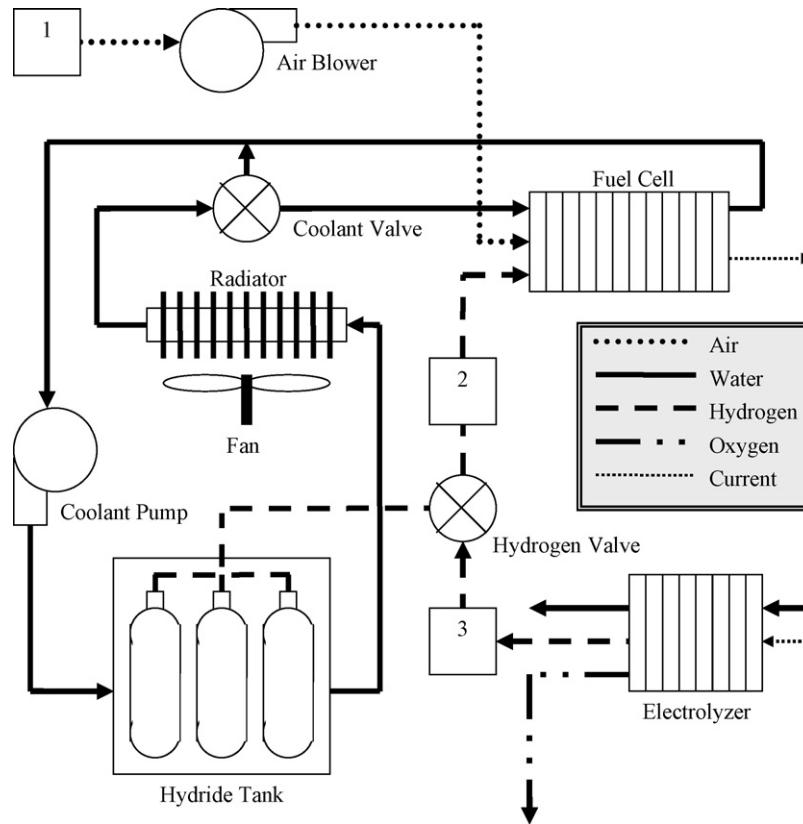 1
Air Blower
Fuel Cell
Coolant Valve
Radiator
Air
Water
2
Hydrogen
Oxygen
Fan
Current
Coolant Pump
Hydrogen Valve
3
Electrolyzer
Hydride Tank